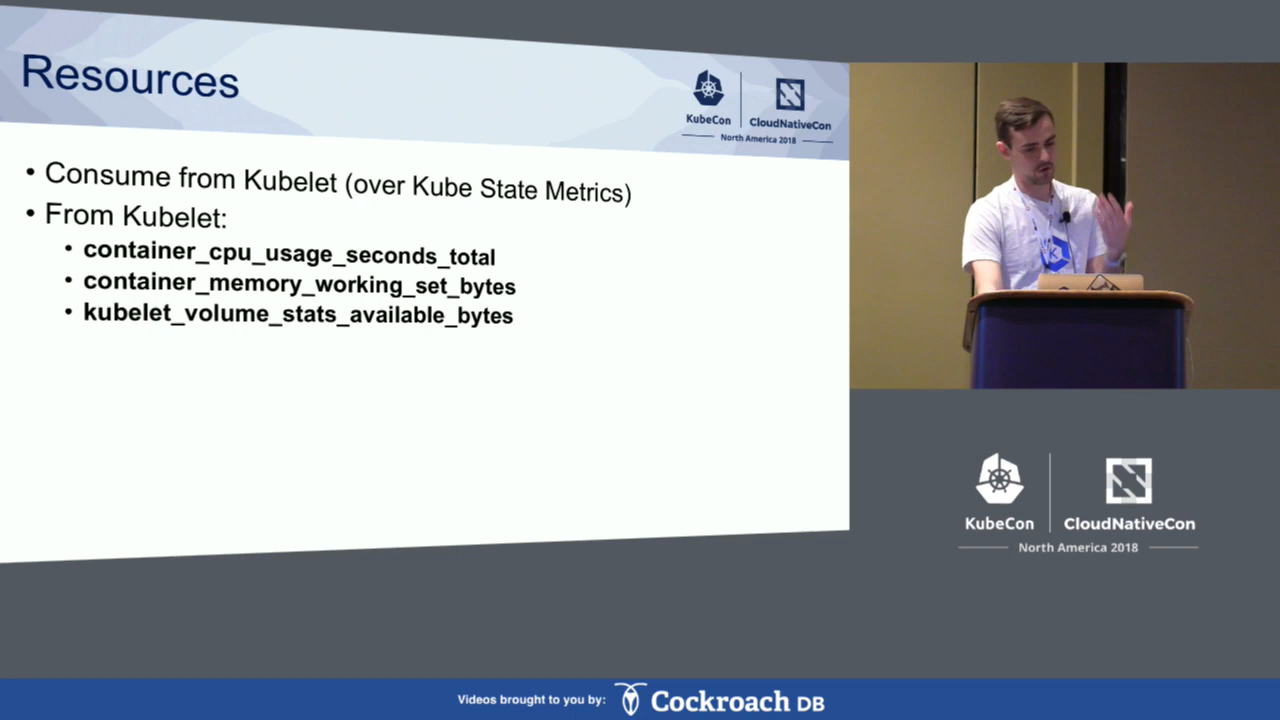 Resources
KubeCon
CloudNativeCon
North America 2018
• Consume from Kubelet (over Kube State Metrics)
• From Kubelet:
• container_cpu_usage_seconds_total
• container_memory_working_set_bytes
• kubelet_volume_stats_available_bytes
KubeCon
CloudNativeCon
North America 2018
Videos brought to you by:
Cockroach DB